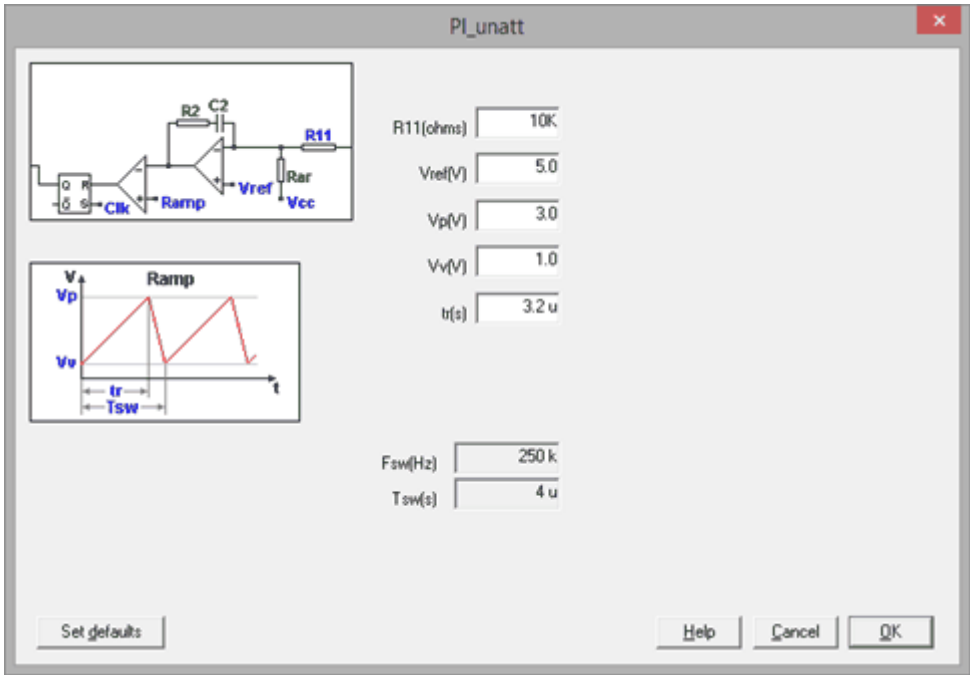 PI_unatt
R2 C2
R11
Rar
Vref
Vcc
Q R
Q S
Clk
Ramp
R11(ohms) 10K
Vref(V) 5.0
Vp(V) 3.0
Vv(V) 1.0
tr(s) 3.2 u
V
Ramp
Vp
Vv
tr
Tsw
t
Fsw(Hz) 250 k
Tsw(s) 4 u
Set defaults
Help
Cancel
OK